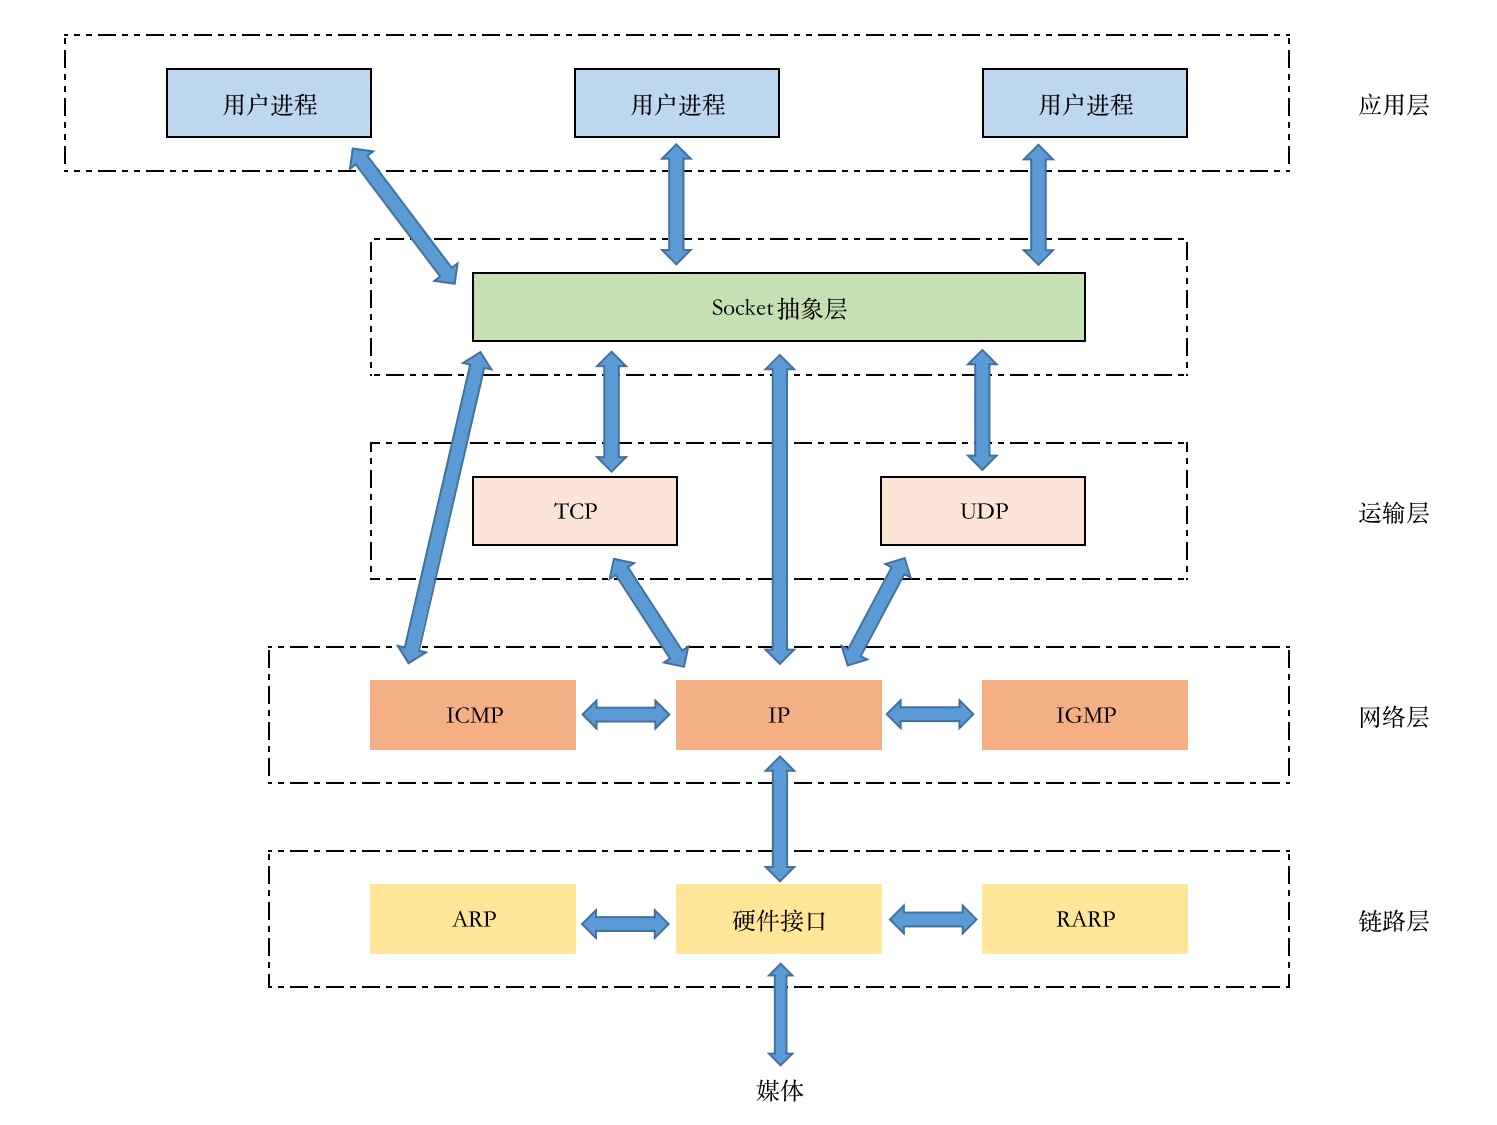 用户进程
用户进程
用户进程
应用层
Socket抽象层
TCP
UDP
运输层
ICMP
IP
IGMP
网络层
ARP
硬件接口
RARP
链路层
媒体